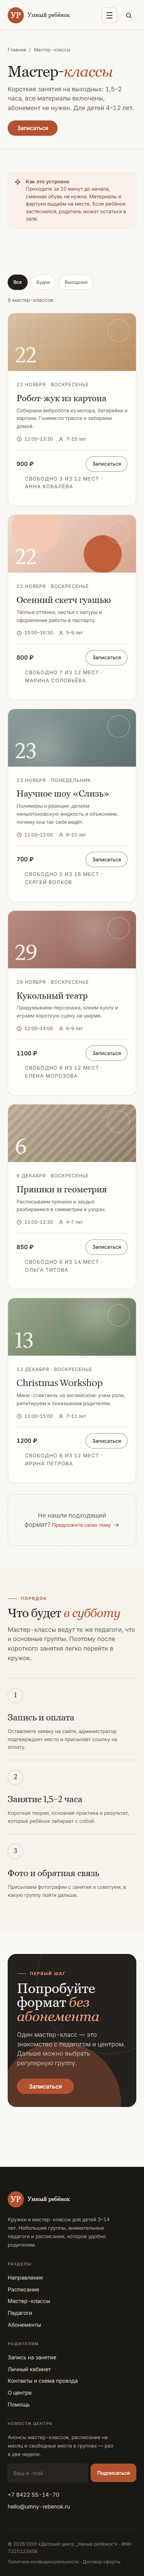 УР Умный ребёнок
Главная / Мастер-классы
Мастер-классы
Короткие занятия на выходных: 1,5–2
часа, все материалы включены,
абонемент не нужен. Для детей 4–12 лет.
Записаться
Как это устроено
Приходите за 10 минут до начала,
сменная обувь не нужна. Материалы и
фартуки выдаём на месте. Если ребёнок
застеснялся, родитель может остаться в
зале.
Все
Будни
Выходные
6 мастер-классов
22
22 НОЯБРЯ · ВОСКРЕСЕНЬЕ
Робот-жук из картона
Собираем виброbota из мотора, батарейки и
картона. Гоняем по трассе и забираем
домой.
12:00–13:30 7–10 лет
900 ₽
Записаться
СВОБОДНО 3 ИЗ 12 МЕСТ ·
АННА КОВАЛЁВА
22
22 НОЯБРЯ · ВОСКРЕСЕНЬЕ
Осенний скетч гуашью
Тёплые оттенки, листья с натуры и
оформление работы в паспарту.
15:00–16:30 5–9 лет
800 ₽
Записаться
СВОБОДНО 7 ИЗ 12 МЕСТ ·
МАРИНА СОЛОВЬЁВА
23
23 НОЯБРЯ · ПОНЕДЕЛЬНИК
Научное шоу «Слизь»
Полимеры и реакции: делаем
неньютоновскую жидкость и объясняем,
почему она так себя ведёт.
11:00–12:00 6–10 лет
700 ₽
Записаться
СВОБОДНО 5 ИЗ 16 МЕСТ ·
СЕРГЕЙ ВОЛКОВ
29
29 НОЯБРЯ · ВОСКРЕСЕНЬЕ
Кукольный театр
Придумываем персонажа, клеим куклу и
играем короткую сценку на ширме.
12:00–14:00 6–9 лет
1100 ₽
Записаться
СВОБОДНО 8 ИЗ 12 МЕСТ ·
ЕЛЕНА МОРОЗОВА
6
6 ДЕКАБРЯ · ВОСКРЕСЕНЬЕ
Пряники и геометрия
Расписываем пряники и заодно
разбираемся в симметрии и узорах.
11:00–12:30 4–7 лет
850 ₽
Записаться
СВОБОДНО 6 ИЗ 14 МЕСТ ·
ОЛЬГА ТИТОВА
13
13 ДЕКАБРЯ · ВОСКРЕСЕНЬЕ
Christmas Workshop
Мини-спектакль на английском: учим роли,
репетируем и показываем родителям.
13:00–15:00 7–11 лет
1200 ₽
Записаться
СВОБОДНО 6 ИЗ 12 МЕСТ ·
ИРИНА ПЕТРОВА
Не нашли подходящий
формат? Предложите свою тему →
ПОРЯДОК
Что будет в субботу
Мастер-классы ведут те же педагоги, что
и основные группы. Поэтому после
короткого занятия легко перейти в
кружок.
1
Запись и оплата
Оставляете заявку на сайте, администратор
подтверждает место и присылает ссылку на
оплату.
2
Занятие 1,5–2 часа
Короткая теория, основная практика и результат,
который ребёнок забирает с собой.
3
Фото и обратная связь
Присылаем фотографии с занятия и советуем, в
какую группу пойти дальше.
ПЕРВЫЙ ШАГ
Попробуйте
формат без
абонемента
Один мастер-класс — это
знакомство с педагогом и центром.
Дальше можно выбрать
регулярную группу.
Записаться
УР Умный ребёнок
Кружки и мастер-классы для детей 3–14
лет. Небольшие группы, внимательные
педагоги и расписание, которое удобно
родителям.
РАЗДЕЛЫ
Направления
Расписание
Мастер-классы
Педагоги
Абонементы
РОДИТЕЛЯМ
Запись на занятие
Личный кабинет
Контакты и схема проезда
О центре
Помощь
НОВОСТИ ЦЕНТРА
Анонсы мастер-классов, расписание на
месяц и свободные места в группах — раз
в две недели.
Ваш e-mail
Подписаться
+7 8422 55-14-70
hello@umny-rebenok.ru
© 2026 ООО «Детский центр „Умный ребёнок"» · ИНН
7325123456
Политика конфиденциальности · Договор оферты